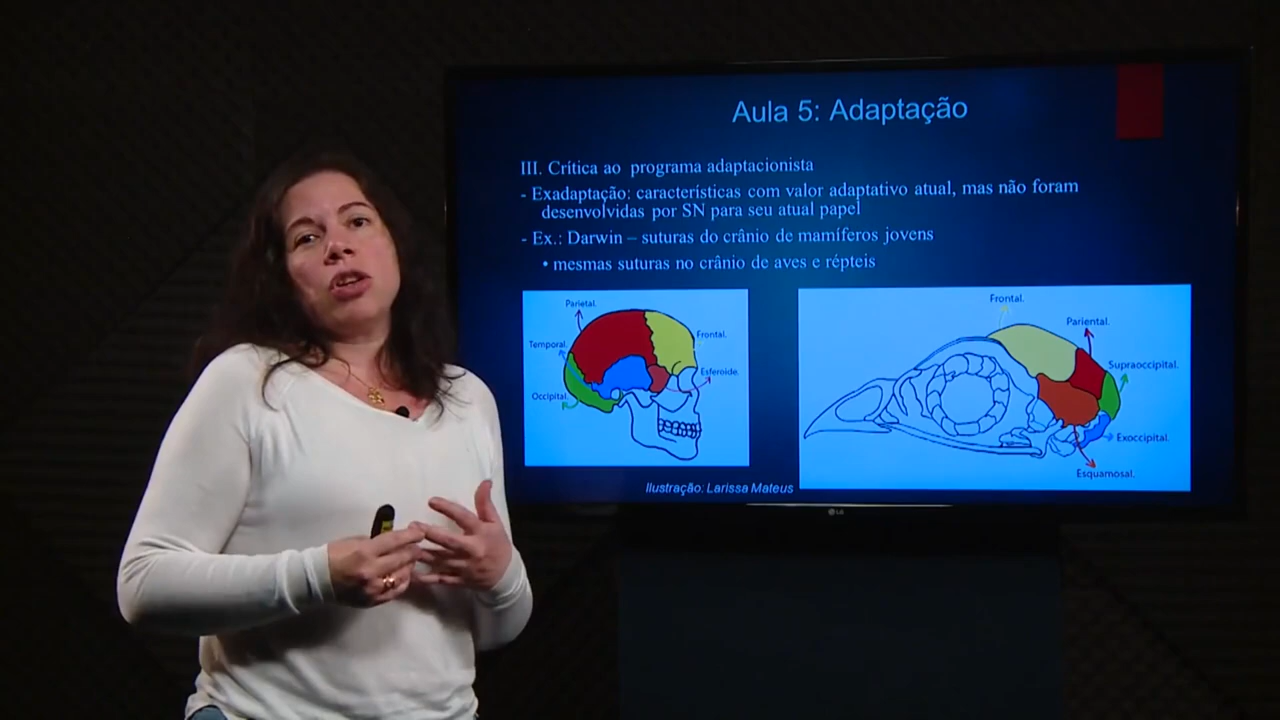 Aula 5: Adaptação
III. Crítica ao programa adaptacionista
- Exadaptação: características com valor adaptativo atual, mas não foram
desenvolvidas por SN para seu atual papel
- Ex.: Darwin – suturas do crânio de mamíferos jovens
• mesmas suturas no crânio de aves e répteis
Parietal.
Temporal.
Frontal.
Esferoide.
Occipital.
Frontal.
Pariental.
Supraoccipital.
Exoccipital.
Esquamosal.
Ilustração: Larissa Mateus
LG